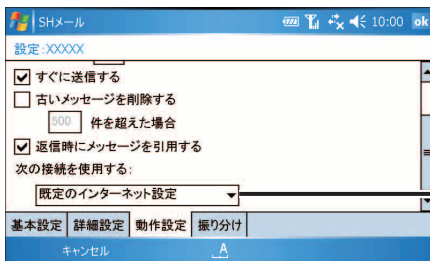 SHメール 10:00 ok
設定:XXXXX
すぐに送信する
古いメッセージを削除する
500 件を超えた場合
返信時にメッセージを引用する
次の接続を使用する:
既定のインターネット設定
基本設定 詳細設定 動作設定 振り分け
キャンセル A